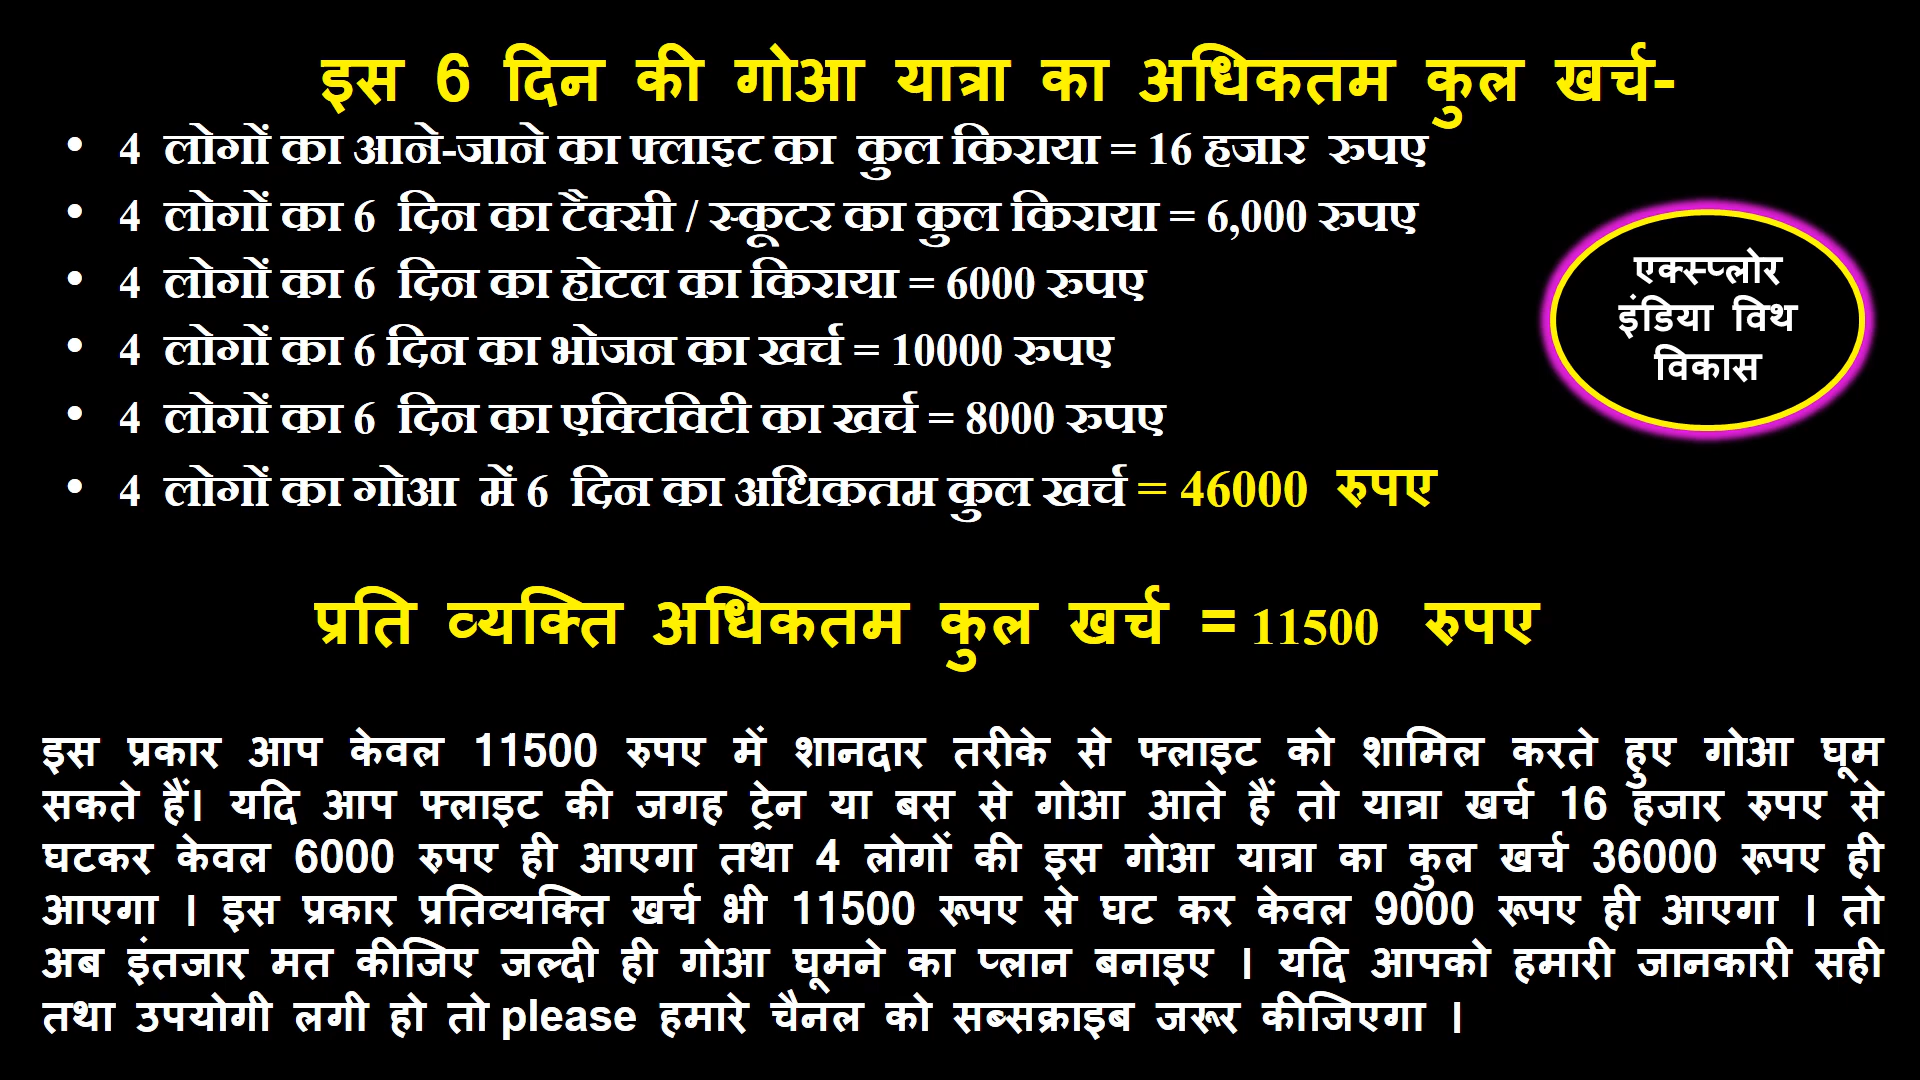 इस 6 दिन की गोआ यात्रा का अधिकतम कुल खर्च-
• 4 लोगों का आने-जाने का फ्लाइट का कुल किराया = 16 हजार रुपए
• 4 लोगों का 6 दिन का टैक्सी / स्कूटर का कुल किराया = 6,000 रुपए
• 4 लोगों का 6 दिन का होटल का किराया = 6000 रुपए
• 4 लोगों का 6 दिन का भोजन का खर्च = 10000 रुपए
• 4 लोगों का 6 दिन का एक्टिविटी का खर्च = 8000 रुपए
• 4 लोगों का गोआ में 6 दिन का अधिकतम कुल खर्च = 46000 रुपए
एक्स्प्लोर
इंडिया विथ
विकास
प्रति व्यक्ति अधिकतम कुल खर्च = 11500 रुपए
इस प्रकार आप केवल 11500 रुपए में शानदार तरीके से फ्लाइट को शामिल करते हुए गोआ घूम
सकते हैं। यदि आप फ्लाइट की जगह ट्रेन या बस से गोआ आते हैं तो यात्रा खर्च 16 हजार रुपए से
घटकर केवल 6000 रुपए ही आएगा तथा 4 लोगों की इस गोआ यात्रा का कुल खर्च 36000 रूपए ही
आएगा । इस प्रकार प्रतिव्यक्ति खर्च भी 11500 रूपए से घट कर केवल 9000 रूपए ही आएगा । तो
अब इंतजार मत कीजिए जल्दी ही गोआ घूमने का प्लान बनाइए । यदि आपको हमारी जानकारी सही
तथा उपयोगी लगी हो तो please हमारे चैनल को सब्सक्राइब जरूर कीजिएगा ।